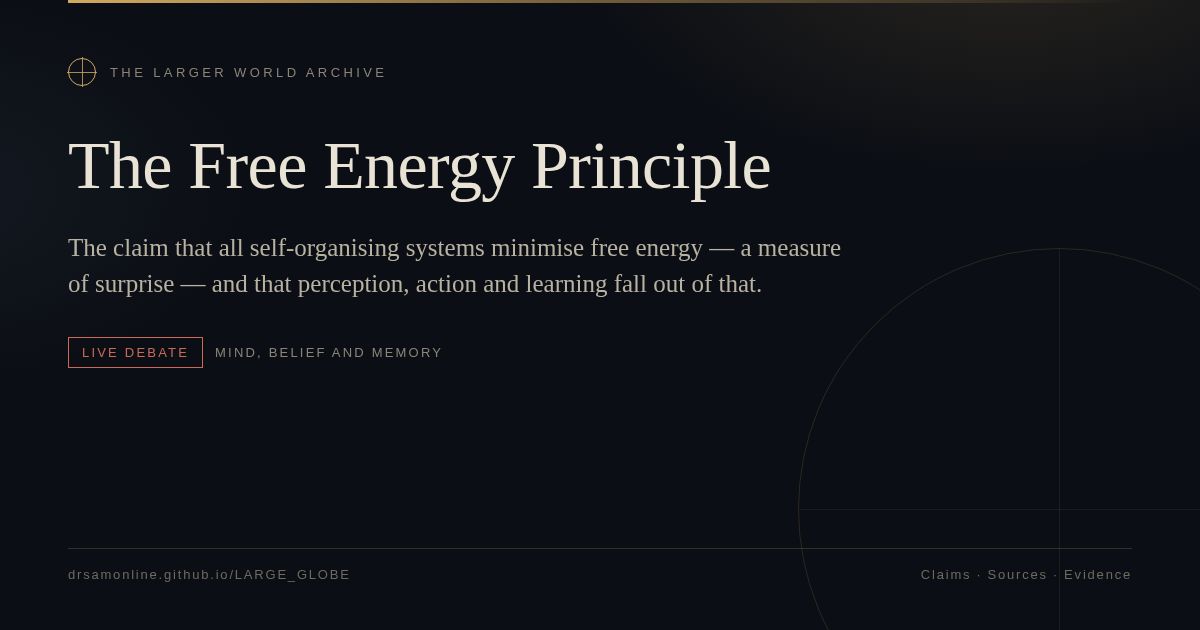 THE LARGER WORLD ARCHIVE
The Free Energy Principle
The claim that all self-organising systems minimise free energy — a measure
of surprise — and that perception, action and learning fall out of that.
LIVE DEBATE MIND, BELIEF AND MEMORY
drsamonline.github.io/LARGE_GLOBE Claims · Sources · Evidence